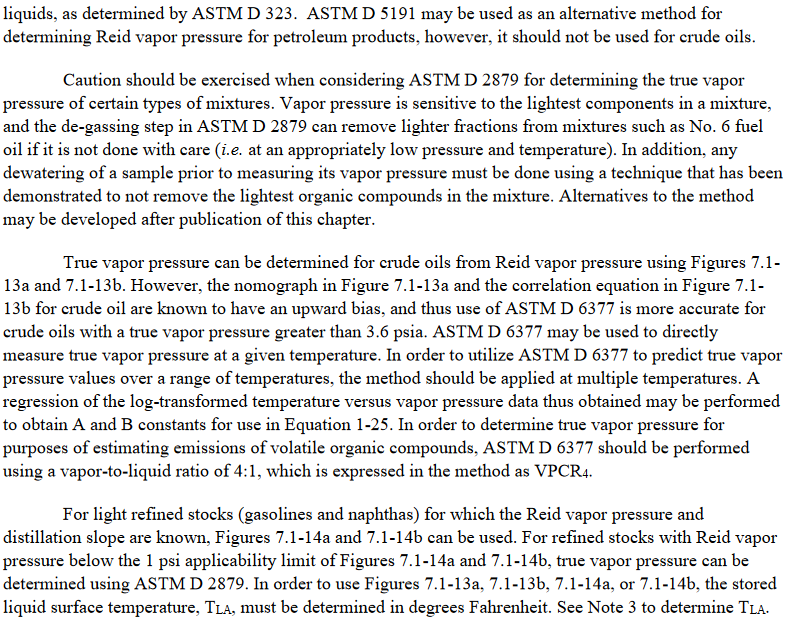 liquids, as determined by ASTM D 323.  ASTM D 5191 may be used as an alternative method for
determining Reid vapor pressure for petroleum products, however, it should not be used for crude oils.
Caution should be exercised when considering ASTM D 2879 for determining the true vapor
pressure of certain types of mixtures. Vapor pressure is sensitive to the lightest components in a mixture,
and the de-gassing step in ASTM D 2879 can remove lighter fractions from mixtures such as No. 6 fuel
oil if it is not done with care (i.e. at an appropriately low pressure and temperature). In addition, any
dewatering of a sample prior to measuring its vapor pressure must be done using a technique that has been
demonstrated to not remove the lightest organic compounds in the mixture. Alternatives to the method
may be developed after publication of this chapter.
True vapor pressure can be determined for crude oils from Reid vapor pressure using Figures 7.1-
13a and 7.1-13b. However, the nomograph in Figure 7.1-13a and the correlation equation in Figure 7.1-
13b for crude oil are known to have an upward bias, and thus use of ASTM D 6377 is more accurate for
crude oils with a true vapor pressure greater than 3.6 psia. ASTM D 6377 may be used to directly
measure true vapor pressure at a given temperature. In order to utilize ASTM D 6377 to predict true vapor
pressure values over a range of temperatures, the method should be applied at multiple temperatures. A
regression of the log-transformed temperature versus vapor pressure data thus obtained may be performed
to obtain A and B constants for use in Equation 1-25. In order to determine true vapor pressure for
purposes of estimating emissions of volatile organic compounds, ASTM D 6377 should be performed
using a vapor-to-liquid ratio of 4:1, which is expressed in the method as VPCR4.
For light refined stocks (gasolines and naphthas) for which the Reid vapor pressure and
distillation slope are known, Figures 7.1-14a and 7.1-14b can be used. For refined stocks with Reid vapor
pressure below the 1 psi applicability limit of Figures 7.1-14a and 7.1-14b, true vapor pressure can be
determined using ASTM D 2879. In order to use Figures 7.1-13a, 7.1-13b, 7.1-14a, or 7.1-14b, the stored
liquid surface temperature, TLA, must be determined in degrees Fahrenheit. See Note 3 to determine TLA.